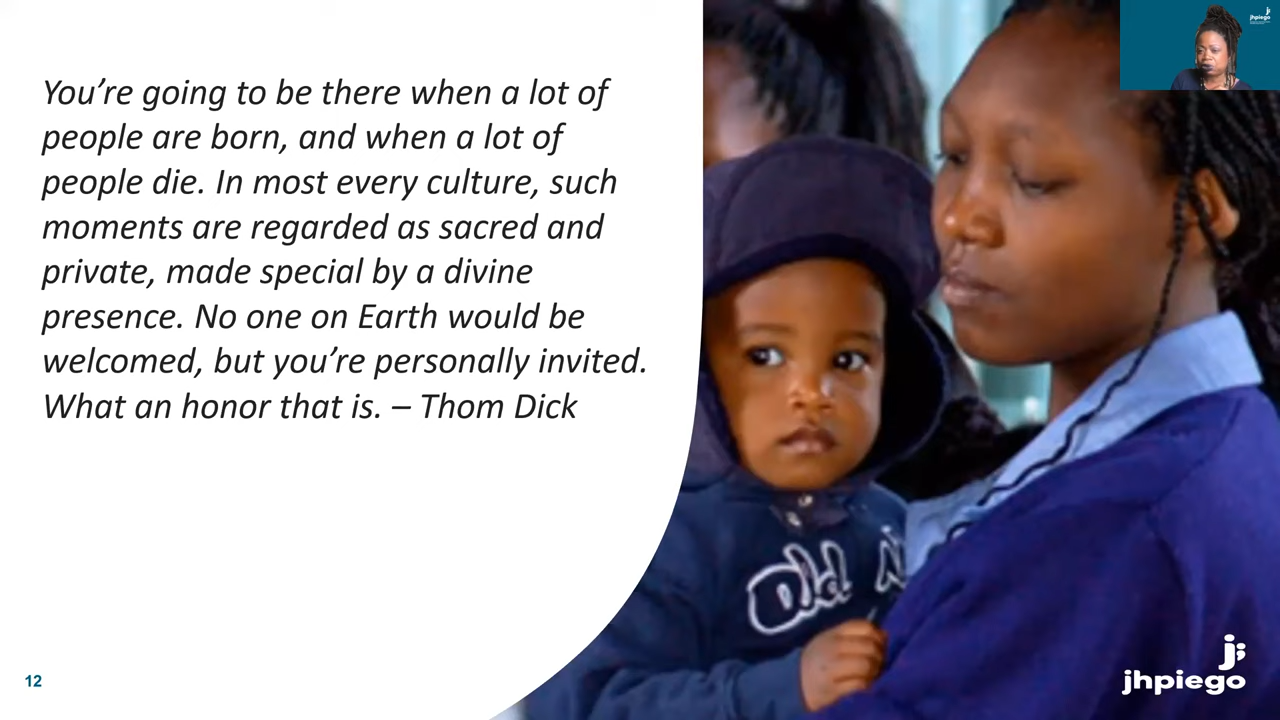 You’re going to be there when a lot of
people are born, and when a lot of
people die. In most every culture, such
moments are regarded as sacred and
private, made special by a divine
presence. No one on Earth would be
welcomed, but you’re personally invited.
What an honor that is. – Thom Dick
jhpiego
Old
12
jhpiego